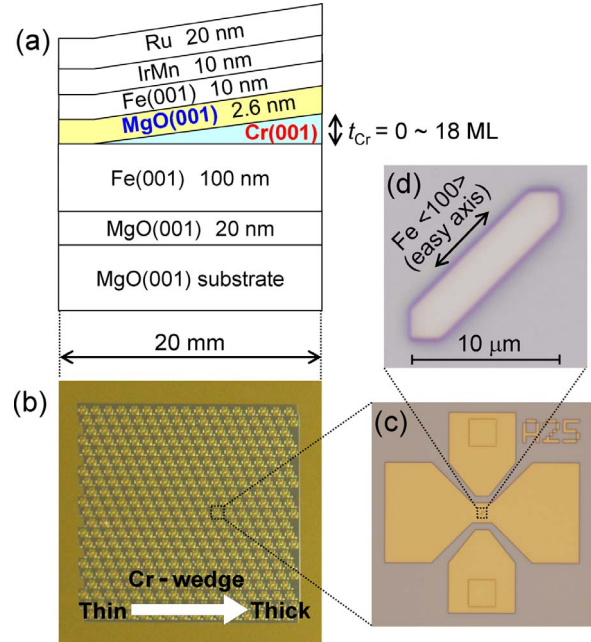 (a)
Ru 20 nm
IrMn 10 nm
Fe(001) 10 nm
MgO(001) 2.6 nm
Cr(001)
t_Cr = 0 ~ 18 ML
Fe(001) 100 nm
MgO(001) 20 nm
MgO(001) substrate
20 mm
(d)
Fe <100>
(easy axis)
10 μm
(b)
Cr - wedge
Thin
Thick
(c)
A25